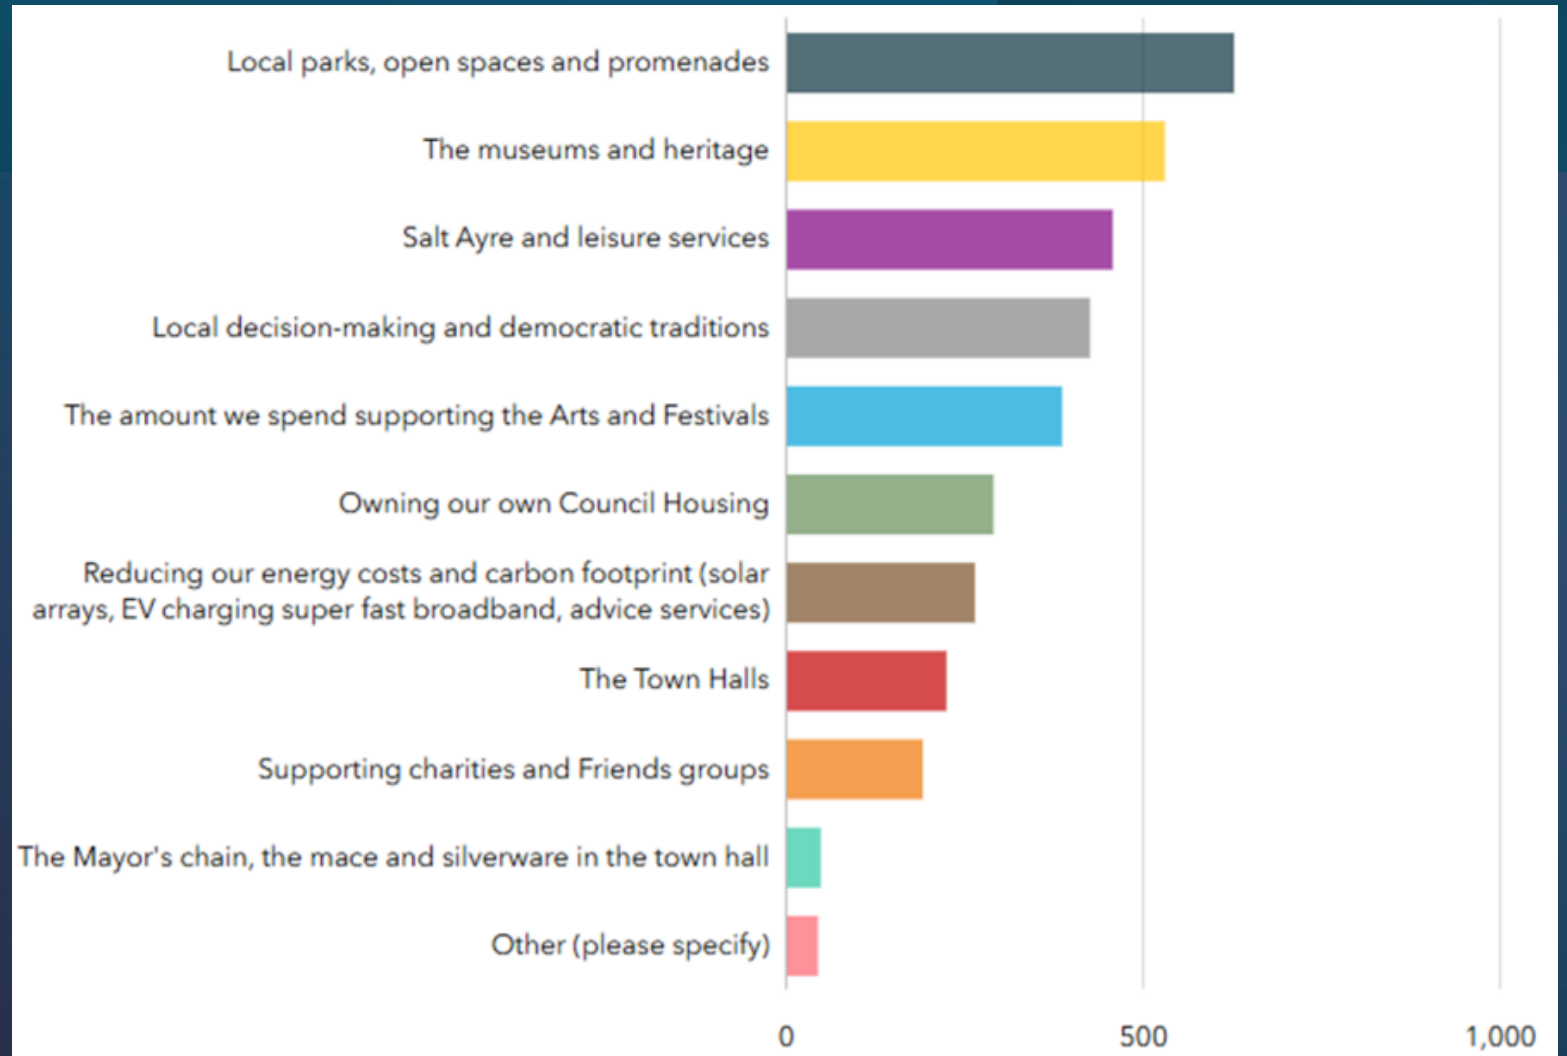 Local parks, open spaces and promenades
The museums and heritage
Salt Ayre and leisure services
Local decision-making and democratic traditions
The amount we spend supporting the Arts and Festivals
Owning our own Council Housing
Reducing our energy costs and carbon footprint (solar
arrays, EV charging super fast broadband, advice services)
The Town Halls
Supporting charities and Friends groups
The Mayor's chain, the mace and silverware in the town hall
Other (please specify)
0 500 1,000